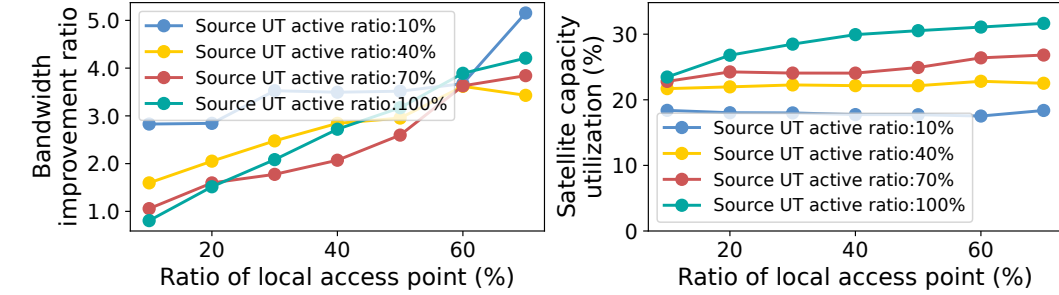 Bandwidth
improvement ratio
5.0
4.0
3.0
2.0
1.0
Source UT active ratio:10%
Source UT active ratio:40%
Source UT active ratio:70%
Source UT active ratio:100%
20
40
60
Ratio of local access point (%)
Satellite capacity
utilization (%)
30
20
10
0
Source UT active ratio:10%
Source UT active ratio:40%
Source UT active ratio:70%
Source UT active ratio:100%
20
40
60
Ratio of local access point (%)